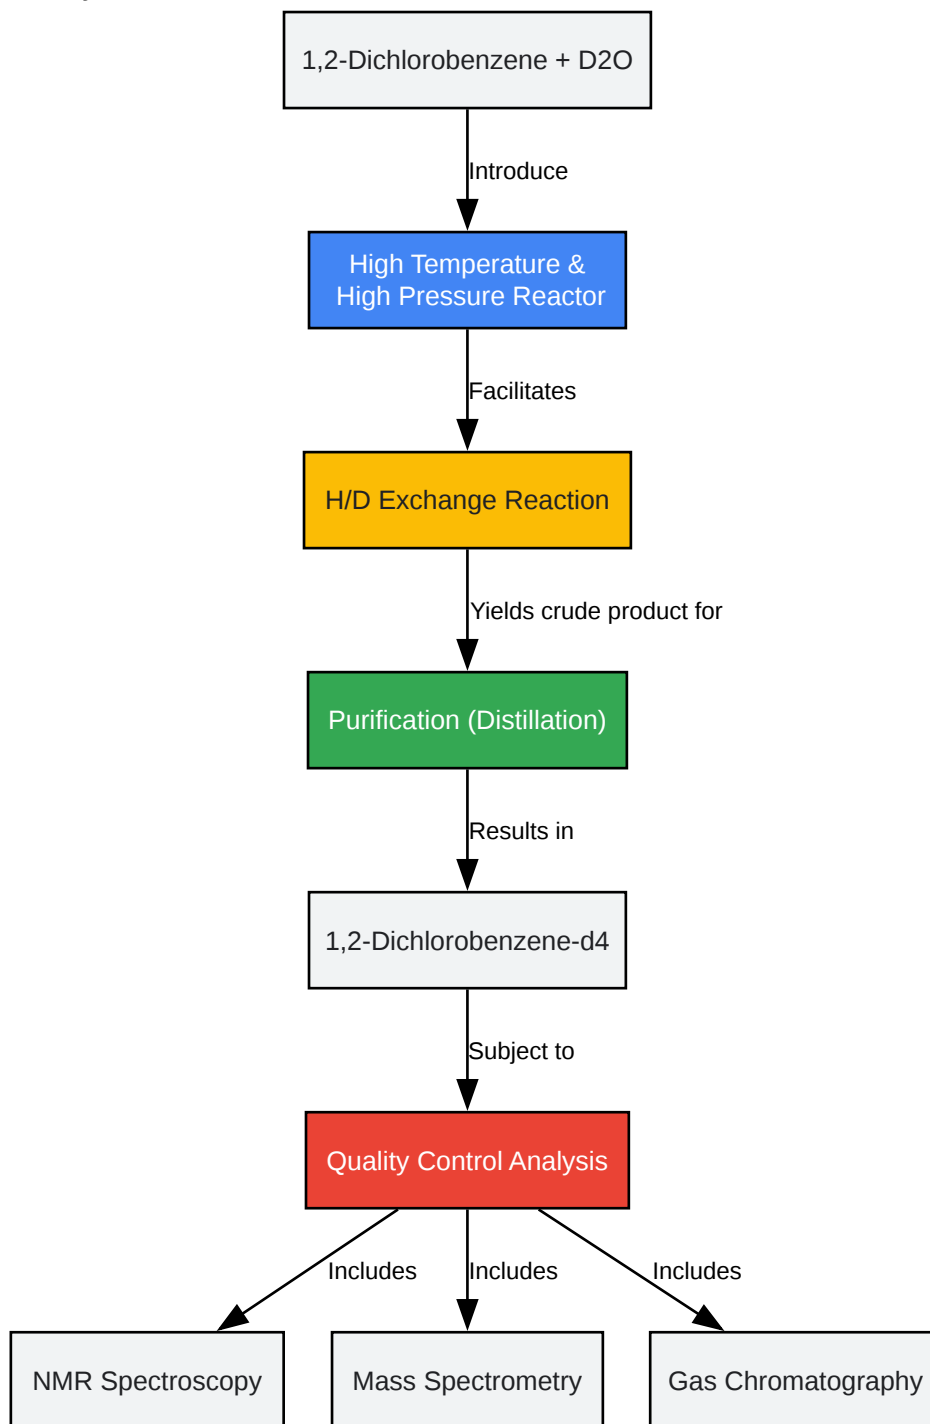 1,2-Dichlorobenzene + D2O
Introduce
High Temperature &
High Pressure Reactor
Facilitates
H/D Exchange Reaction
Yields crude product for
Purification (Distillation)
Results in
1,2-Dichlorobenzene-d4
Subject to
Quality Control Analysis
Includes
Includes
Includes
NMR Spectroscopy
Mass Spectrometry
Gas Chromatography